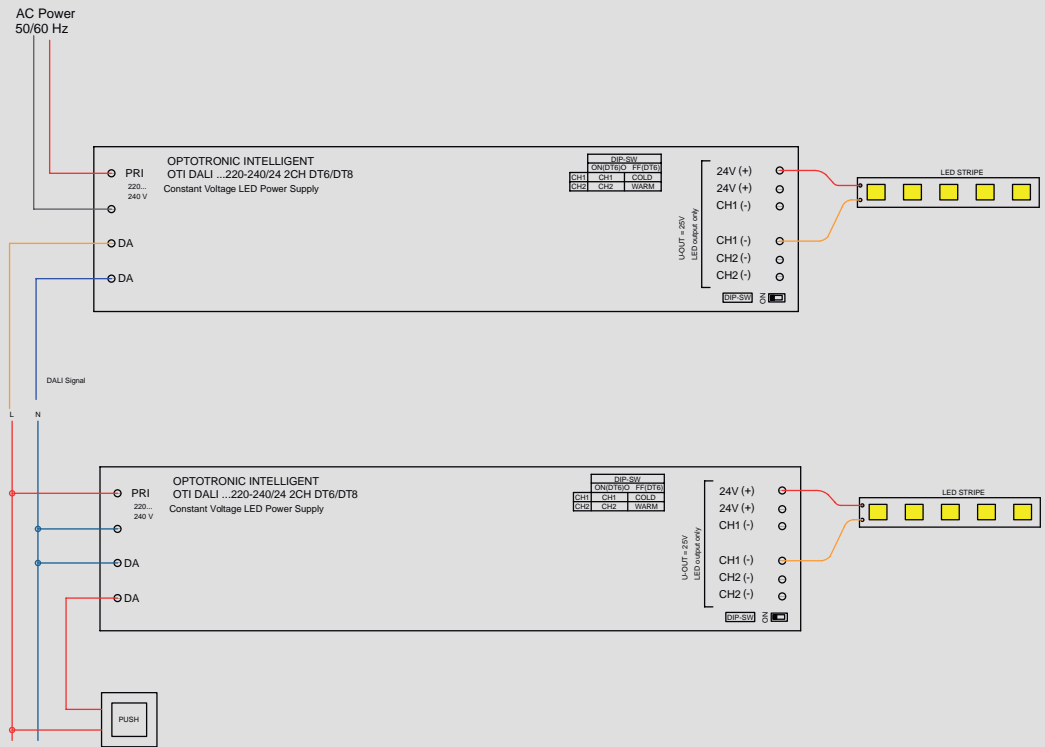 AC Power
50/60 Hz
OPTOTRONIC INTELLIGENT
OTI DALI ...220-240/24 2CH DT6/DT8
Constant Voltage LED Power Supply
PRI
220...
240 V
DA
DA
DIP-SW
ON(DT6)O FF(DT6)
CH1 CH1 COLD
CH2 CH2 WARM
U-OUT = 25V
LED output only
24V (+)
24V (+)
CH1 (-)
CH1 (-)
CH2 (-)
CH2 (-)
DIP-SW
ON
LED STRIPE
DALI Signal
L N
OPTOTRONIC INTELLIGENT
OTI DALI ...220-240/24 2CH DT6/DT8
Constant Voltage LED Power Supply
PRI
220...
240 V
DA
DA
DIP-SW
ON(DT6)O FF(DT6)
CH1 CH1 COLD
CH2 CH2 WARM
U-OUT = 25V
LED output only
24V (+)
24V (+)
CH1 (-)
CH1 (-)
CH2 (-)
CH2 (-)
DIP-SW
ON
LED STRIPE
PUSH